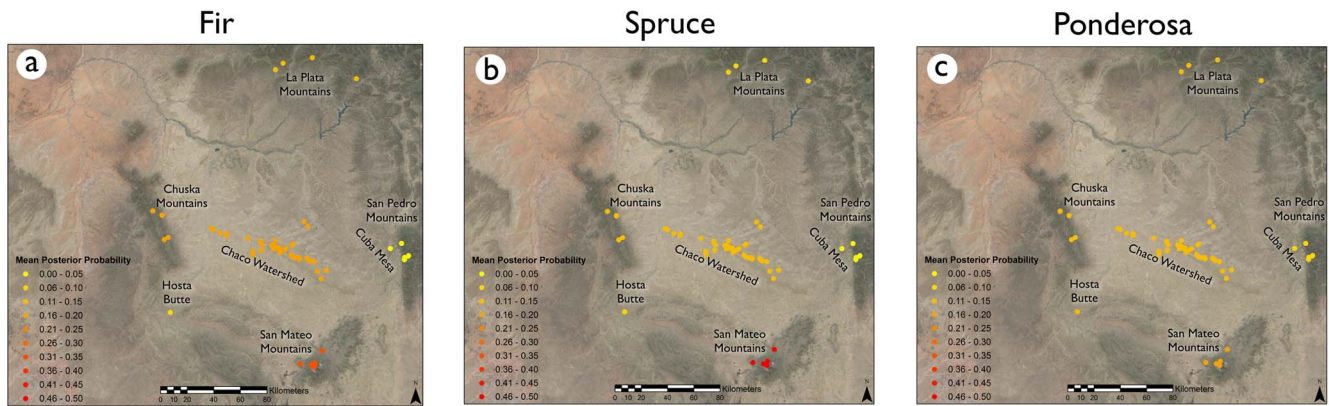 Fir
Spruce
Ponderosa
a
La Plata
Mountains
Chuska
Mountains
San Pedro
Mountains
Cuba Mesa
Chaco Watershed
Mean Posterior Probability
0.00 - 0.05
0.06 - 0.10
0.11 - 0.15
0.16 - 0.20
0.21 - 0.25
0.26 - 0.30
0.31 - 0.35
0.36 - 0.40
0.41 - 0.45
0.46 - 0.50
Hosta
Butte
San Mateo
Mountains
Kilometers
0 10 20 40 60 80
N
b
La Plata
Mountains
Chuska
Mountains
San Pedro
Mountains
Cuba Mesa
Chaco Watershed
Mean Posterior Probability
0.00 - 0.05
0.06 - 0.10
0.11 - 0.15
0.16 - 0.20
0.21 - 0.25
0.26 - 0.30
0.31 - 0.35
0.36 - 0.40
0.41 - 0.45
0.46 - 0.50
Hosta
Butte
San Mateo
Mountains
Kilometers
0 10 20 40 60 80
N
c
La Plata
Mountains
Chuska
Mountains
San Pedro
Mountains
Cuba Mesa
Chaco Watershed
Mean Posterior Probability
0.00 - 0.05
0.06 - 0.10
0.11 - 0.15
0.16 - 0.20
0.21 - 0.25
0.26 - 0.30
0.31 - 0.35
0.36 - 0.40
0.41 - 0.45
0.46 - 0.50
Hosta
Butte
San Mateo
Mountains
Kilometers
0 10 20 40 60 80
N